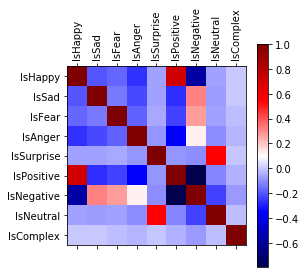 IsHappy
IsSad
IsFear
IsAnger
IsSurprise
IsPositive
IsNegative
IsNeutral
IsComplex
IsHappy
IsSad
IsFear
IsAnger
IsSurprise
IsPositive
IsNegative
IsNeutral
IsComplex
1.0
0.8
0.6
0.4
0.2
0.0
−0.2
−0.4
−0.6